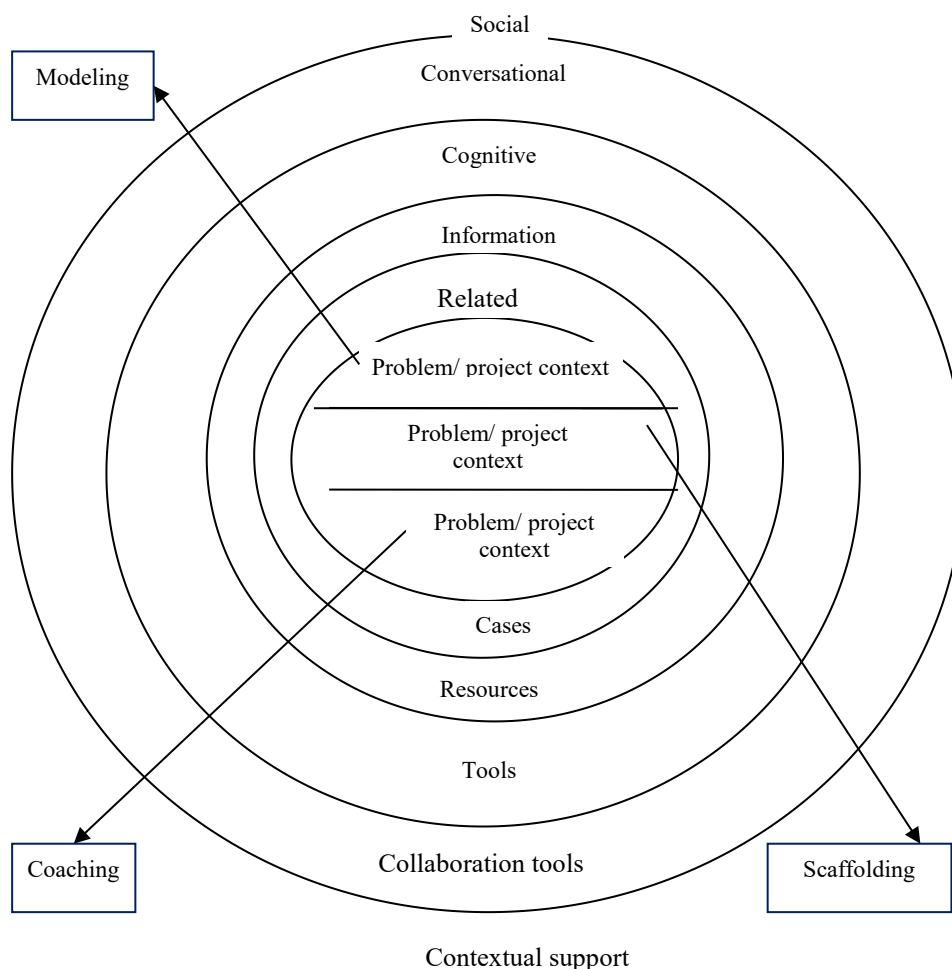 Social
Modeling
Conversational
Cognitive
Information
Related
Problem/ project context
Problem/ project
context
Problem/ project
context
Cases
Resources
Tools
Coaching
Collaboration tools
Scaffolding
Contextual support